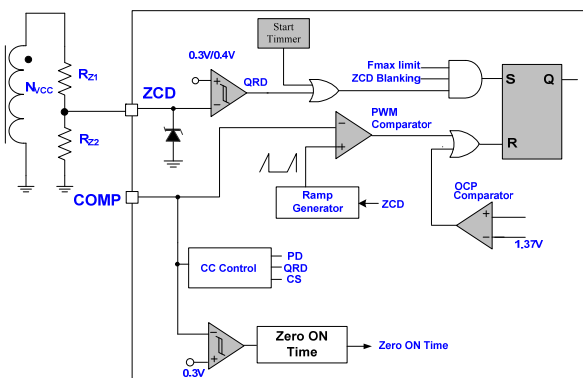 Start
Timmer
0.3V/0.4V
Fmax limit
ZCD Blanking
S
Q
RZ1
NVCC
ZCD
QRD
PWM
Comparator
RZ2
R
COMP
Ramp
Generator
ZCD
OCP
Comparator
1.37V
CC Control
PD
QRD
CS
Zero ON
Time
Zero ON Time
0.3V